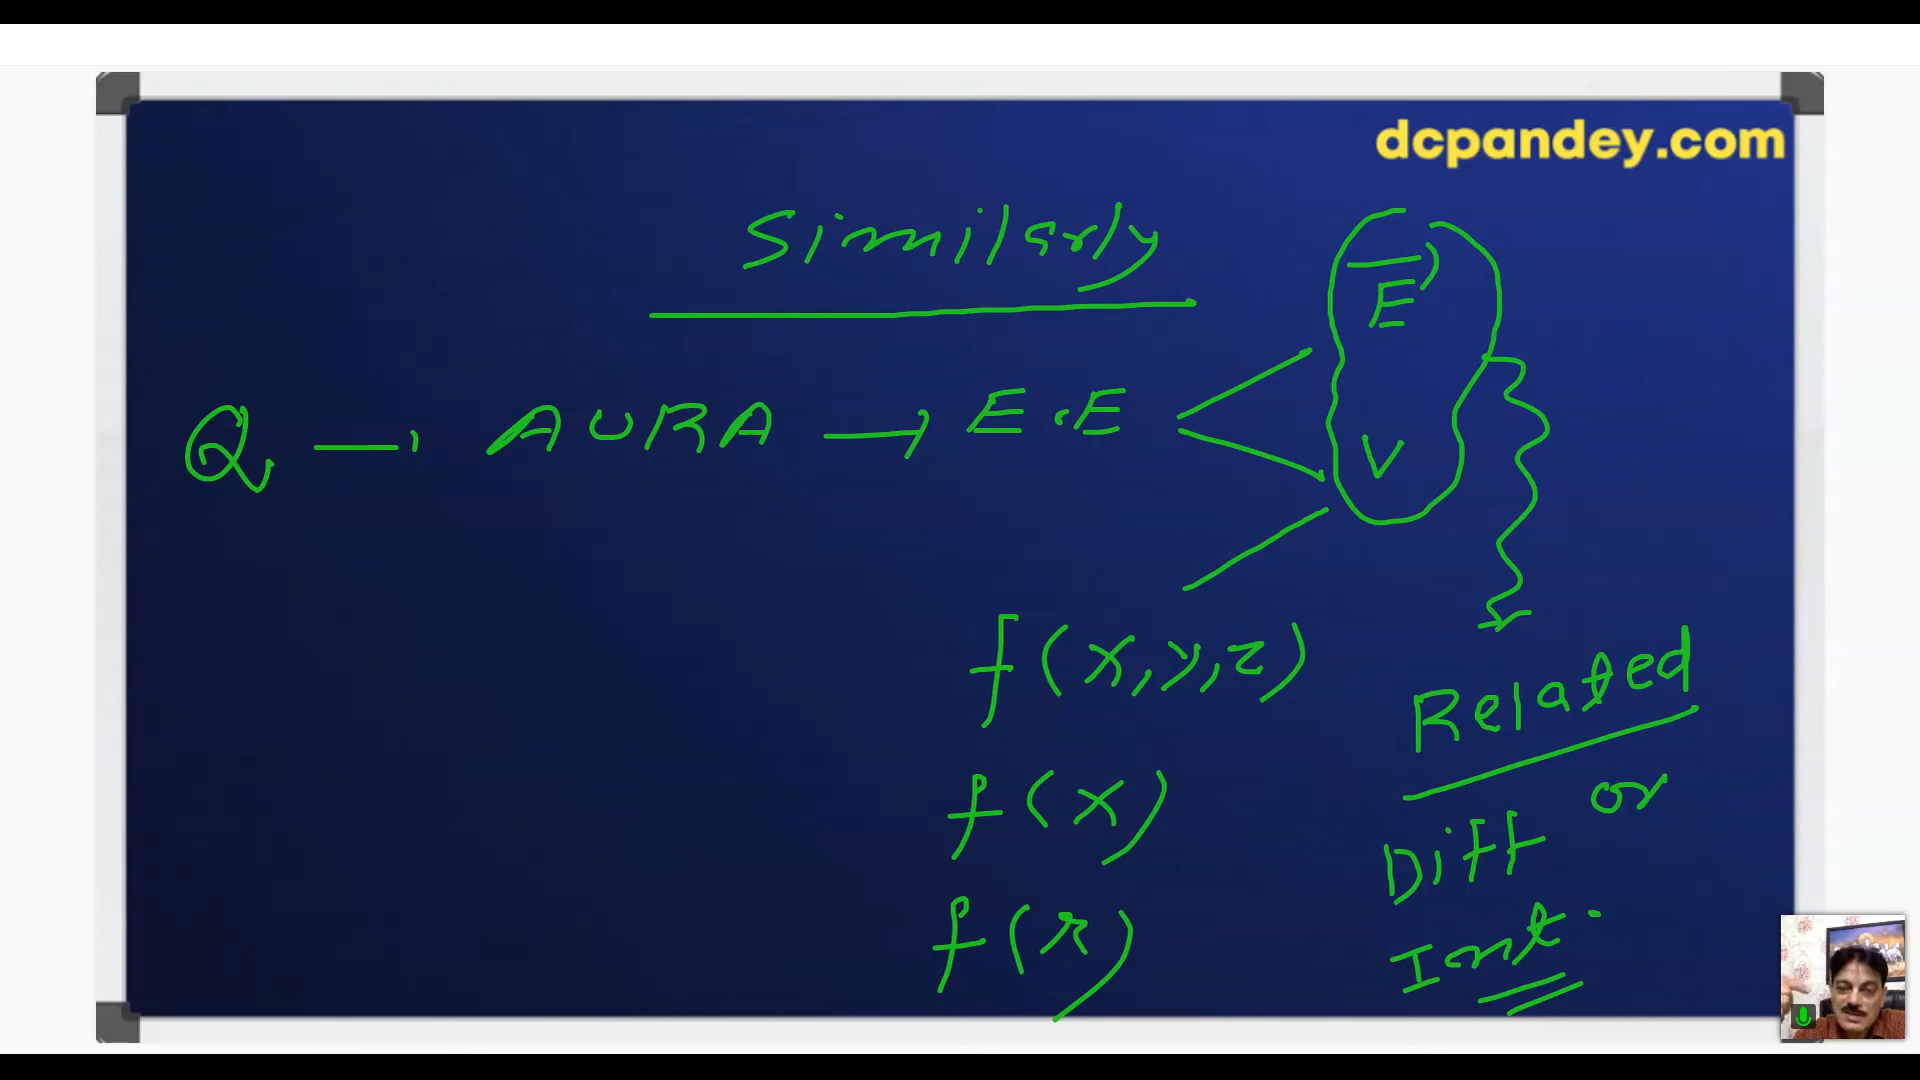 dcpandey.com
Similarly
E
Q → AURA → E.E
V
f(x,y,z)
Related
f(x)
or
Diff
f(r)
Int.